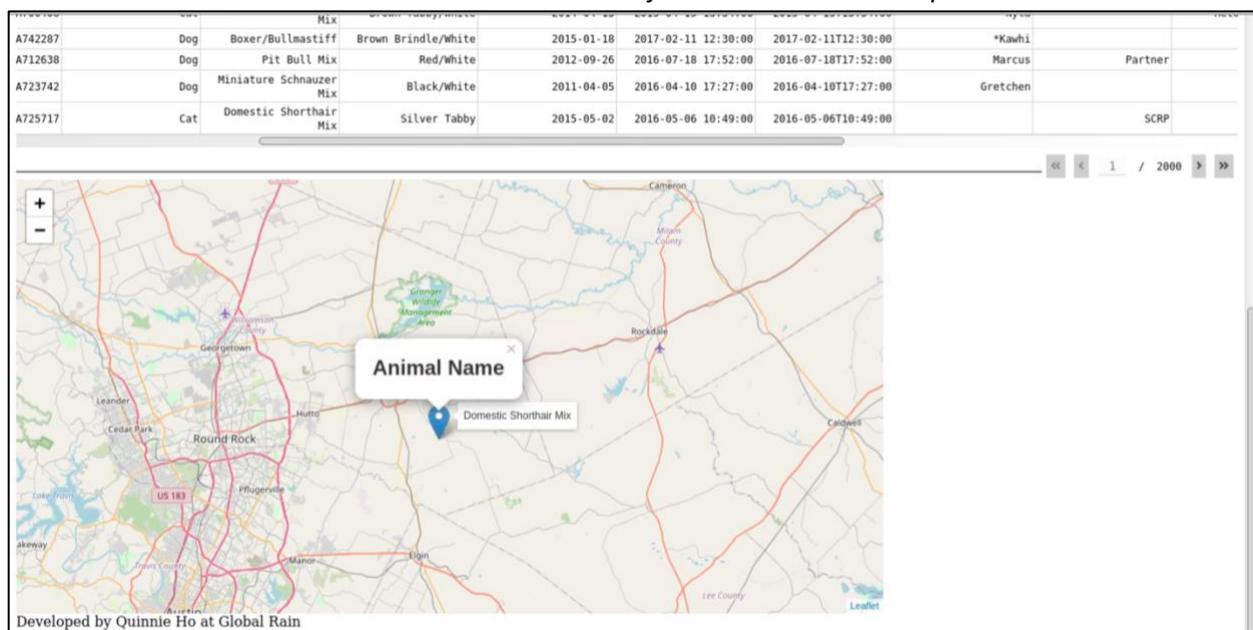 Mix
A742287 Dog Boxer/Bullmastiff Brown Brindle/White 2015-01-18 2017-02-11 12:30:00 2017-02-11T12:30:00 *Kawhi
A712638 Dog Pit Bull Mix Red/White 2012-09-26 2016-07-18 17:52:00 2016-07-18T17:52:00 Marcus Partner
A723742 Dog Miniature Schnauzer Mix Black/White 2011-04-05 2016-04-10 17:27:00 2016-04-10T17:27:00 Gretchen
A725717 Cat Domestic Shorthair Mix Silver Tabby 2015-05-02 2016-05-06 10:49:00 2016-05-06T10:49:00 SCRP
« < 1 / 2000 > »
+
−
Cameron
Milam
County
Granger
Wildlife
Management
Area
Williamson
County
Rockdale
Georgetown
Animal Name
×
Leander
Hutto
Domestic Shorthair Mix
Cedar Park
Round Rock
Caldwell
Pflugerville
US 183
Lake Travis
akeway
Elgin
Manor
Travis County
Lee County
Austin
Leaflet
Developed by Quinnie Ho at Global Rain